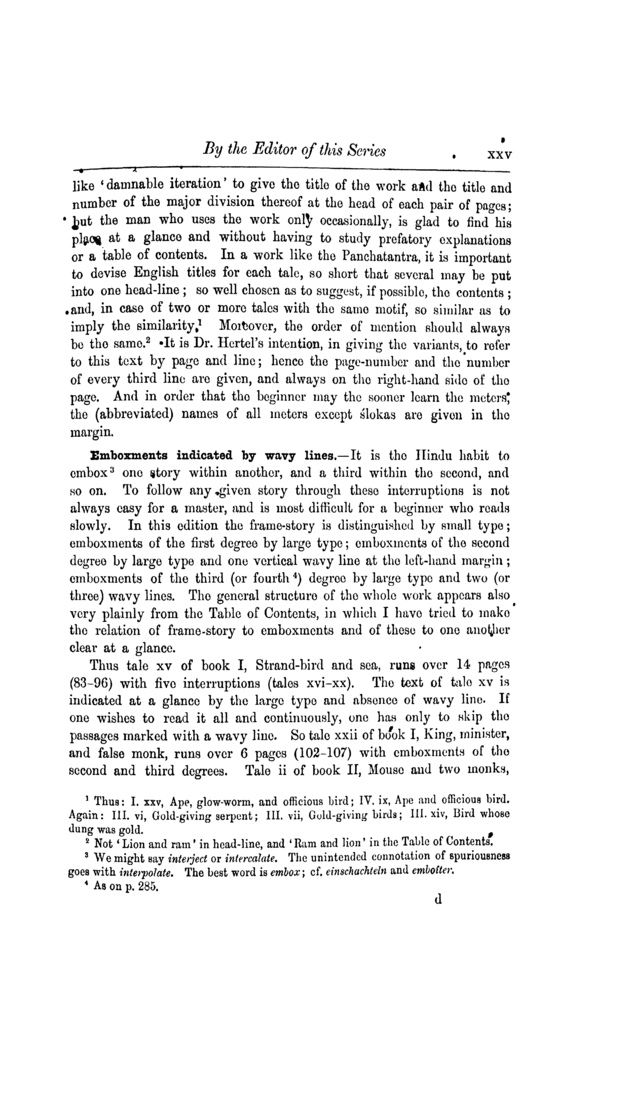 By the Editor of this Series xxv
like ‘damnable iteration’ to give the title of the work and the title and
number of the major division thereof at the head of each pair of pages;
but the man who uses the work only occasionally, is glad to find his
place at a glance and without having to study prefatory explanations
or a table of contents. In a work like the Panchatantra, it is important
to devise English titles for each tale, so short that several may be put
into one head-line; so well chosen as to suggest, if possible, the contents;
and, in case of two or more tales with the same motif, so similar as to
imply the similarity.¹ Moreover, the order of mention should always
be the same.² It is Dr. Hertel's intention, in giving the variants, to refer
to this text by page and line; hence the page-number and the number
of every third line are given, and always on the right-hand side of the
page. And in order that the beginner may the sooner learn the meters,
the (abbreviated) names of all meters except ślokas are given in the
margin.
Emboxments indicated by wavy lines.—It is the Hindu habit to
embox³ one story within another, and a third within the second, and
so on. To follow any given story through these interruptions is not
always easy for a master, and is most difficult for a beginner who reads
slowly. In this edition the frame-story is distinguished by small type;
emboxments of the first degree by large type; emboxments of the second
degree by large type and one vertical wavy line at the left-hand margin;
emboxments of the third (or fourth⁴) degree by large type and two (or
three) wavy lines. The general structure of the whole work appears also
very plainly from the Table of Contents, in which I have tried to make
the relation of frame-story to emboxments and of these to one another
clear at a glance.
Thus tale xv of book I, Strand-bird and sea, runs over 14 pages
(83-96) with five interruptions (tales xvi-xx). The text of tale xv is
indicated at a glance by the large type and absence of wavy line. If
one wishes to read it all and continuously, one has only to skip the
passages marked with a wavy line. So tale xxii of book I, King, minister,
and false monk, runs over 6 pages (102-107) with emboxments of the
second and third degrees. Tale ii of book II, Mouse and two monks,
¹ Thus: I. xxv, Ape, glow-worm, and officious bird; IV. ix, Ape and officious bird.
Again: III. vi, Gold-giving serpent; III. vii, Gold-giving birds; III. xiv, Bird whose
dung was gold.
² Not ‘Lion and ram’ in head-line, and ‘Ram and lion’ in the Table of Contents.
³ We might say interject or intercalate. The unintended connotation of spuriousness
goes with interpolate. The best word is embox; cf. einschachteln and emboîter.
⁴ As on p. 285.
d